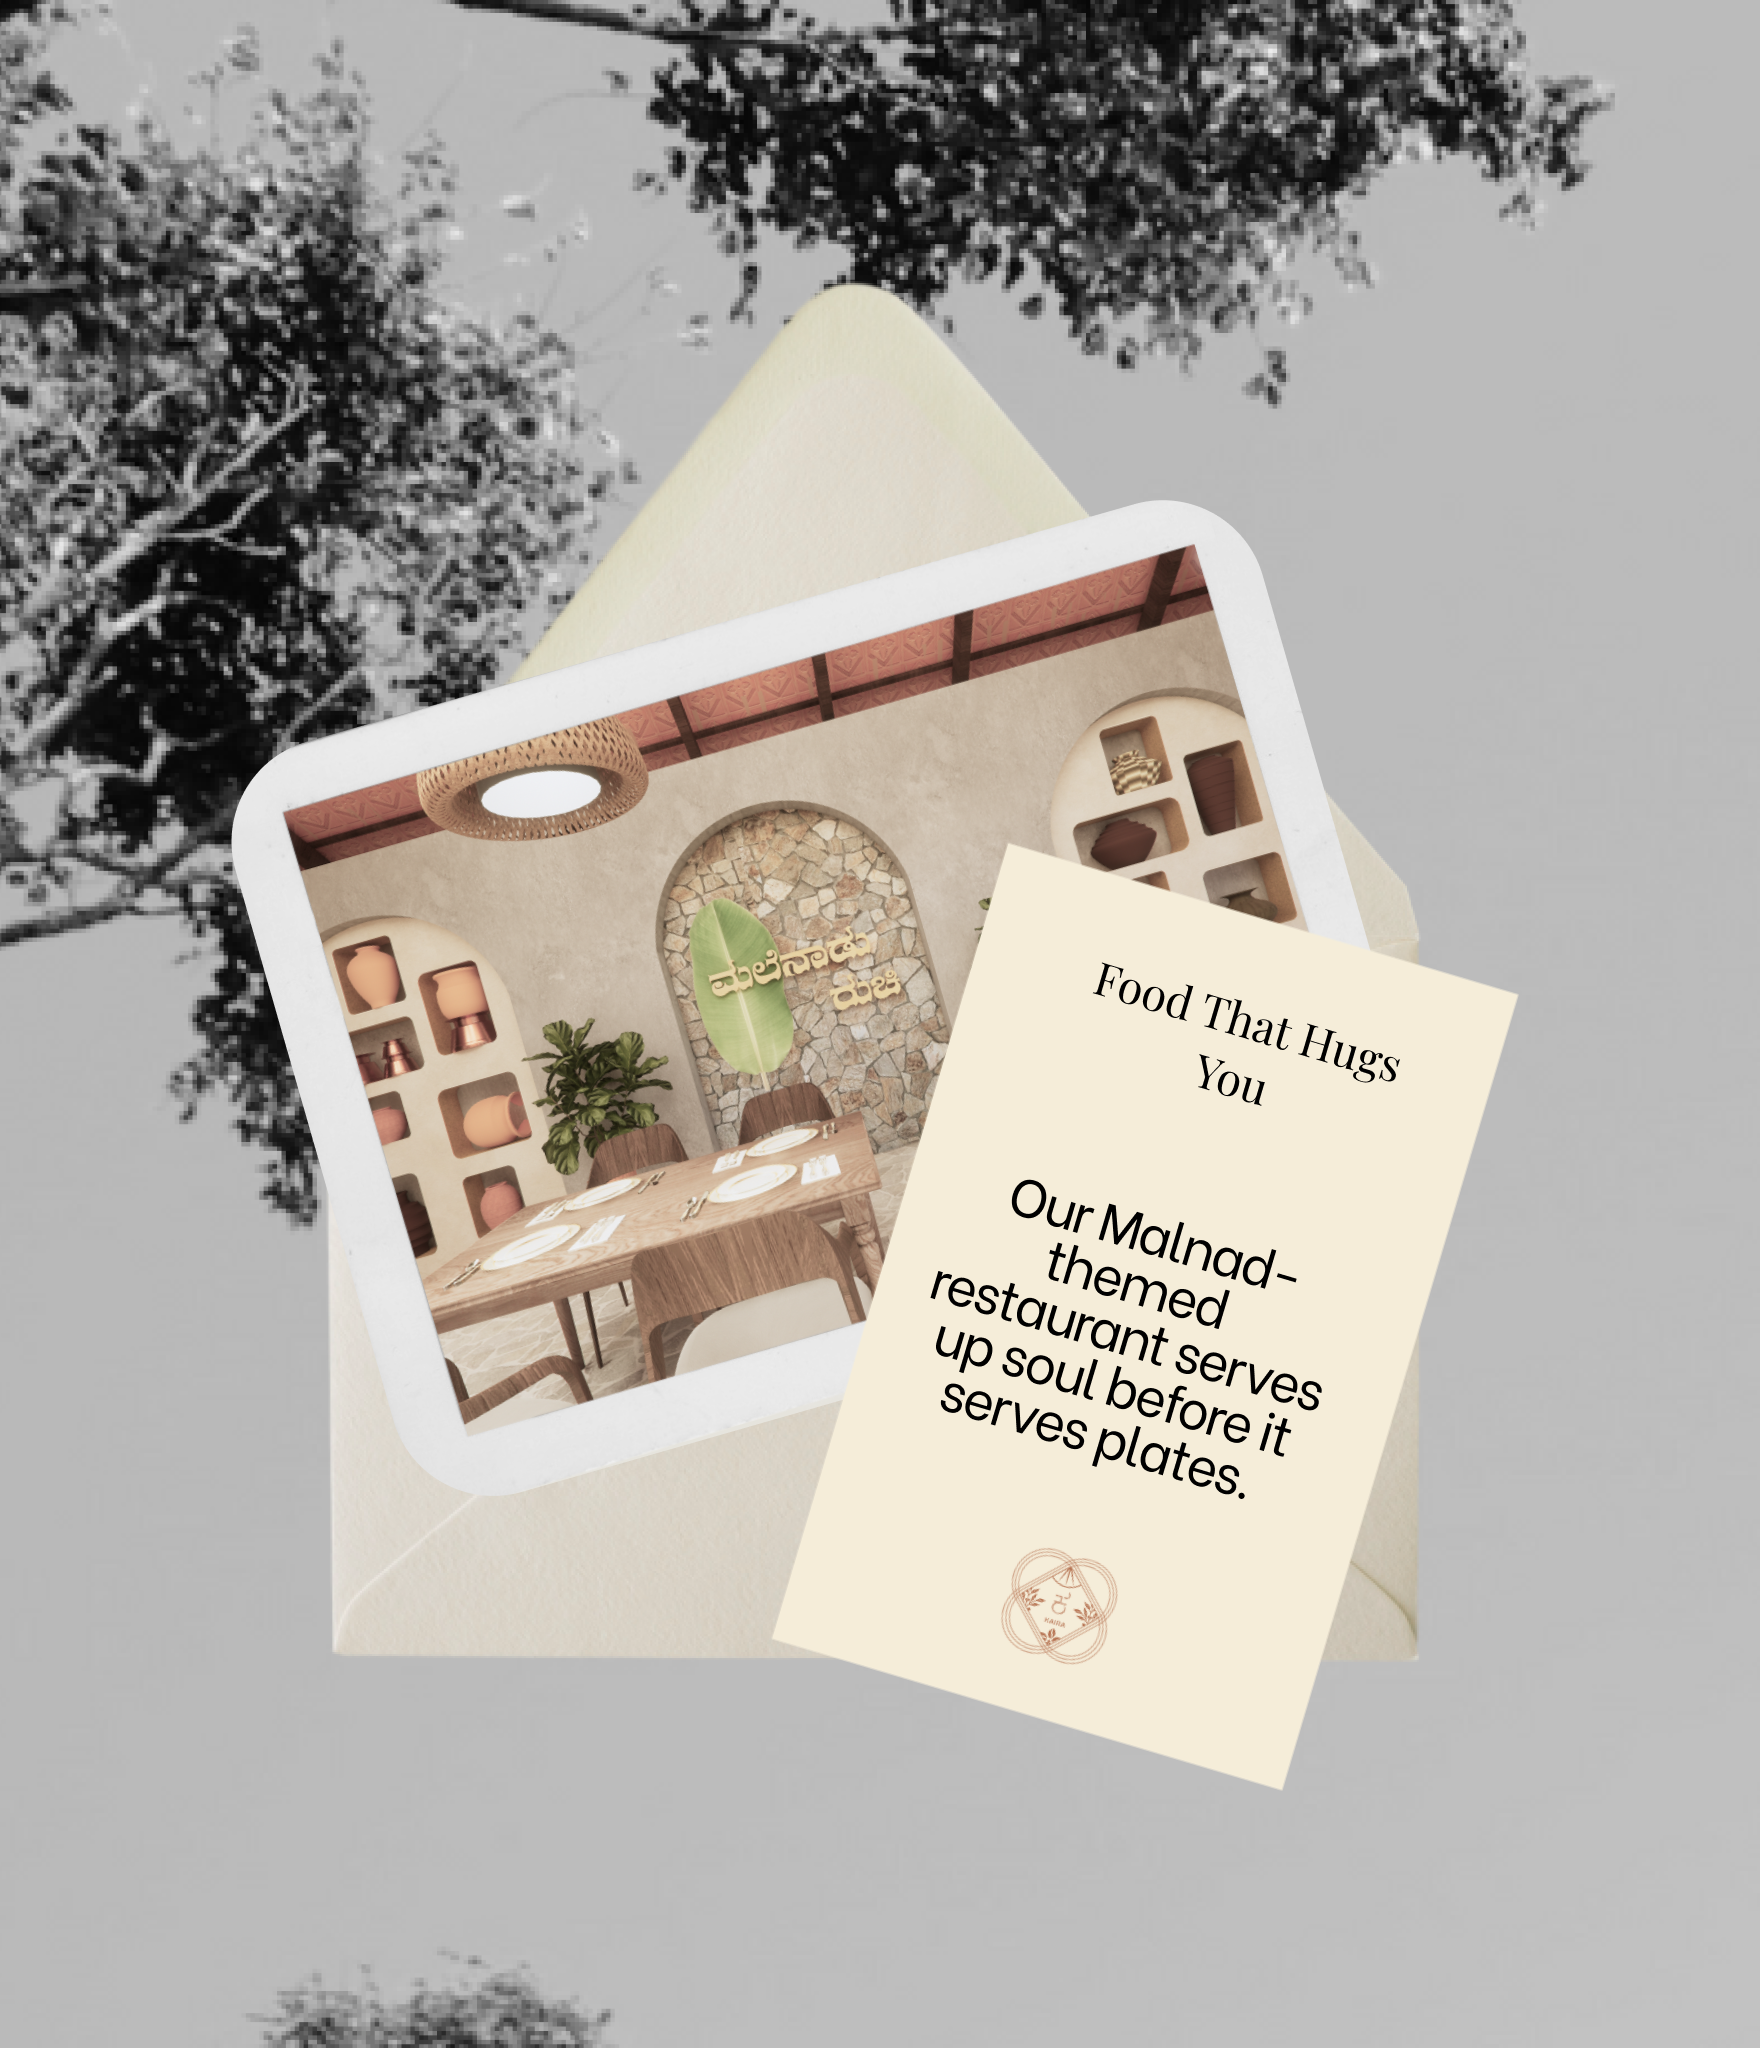 ಮಲೆನಾಡು
ರುಚಿ
Food That Hugs
You
Our Malnad-
themed
restaurant serves
up soul before it
serves plates.